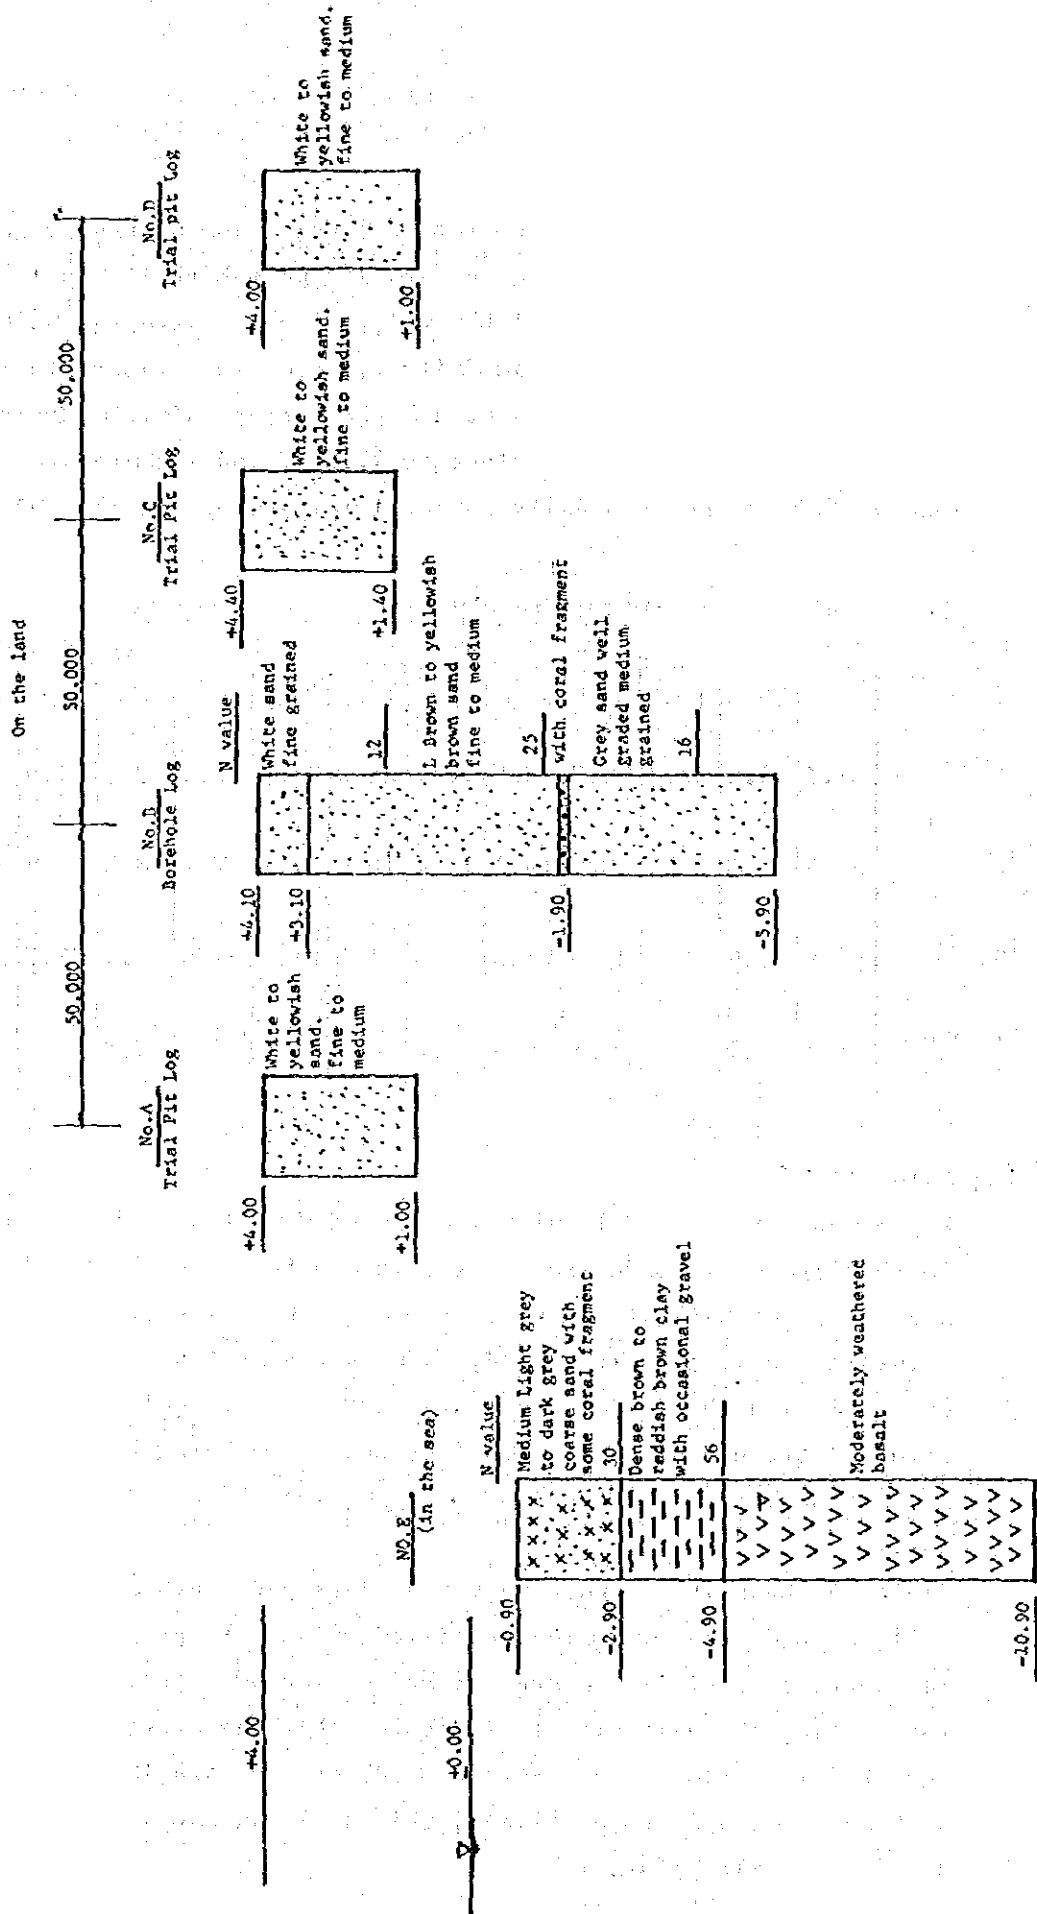 On the land
50,000
50,000
50,000
No.A
Trial Pit Log
No.B
Borehole Log
No.C
Trial Pit Log
No.D
Trial pit Log
+4.00
+1.00
White to
yellowish
sand.
fine to
medium
N value
+4.10
+3.10
-1.90
-5.90
White sand
fine grained
12
L Brown to yellowish
brown sand
fine to medium
25
with coral fragment
Grey sand well
graded medium
grained
16
+4.40
+1.40
White to
yellowish sand.
fine to medium
+4.00
+1.00
White to
yellowish sand.
fine to medium
+4.00
+0.00
NO.E
(in the sea)
N value
-0.90
-2.90
-4.90
-10.90
Medium Light grey
to dark grey
coarse sand with
some coral fragment
30
Dense brown to
reddish brown clay
with occasional gravel
56
Moderately weathered
basalt